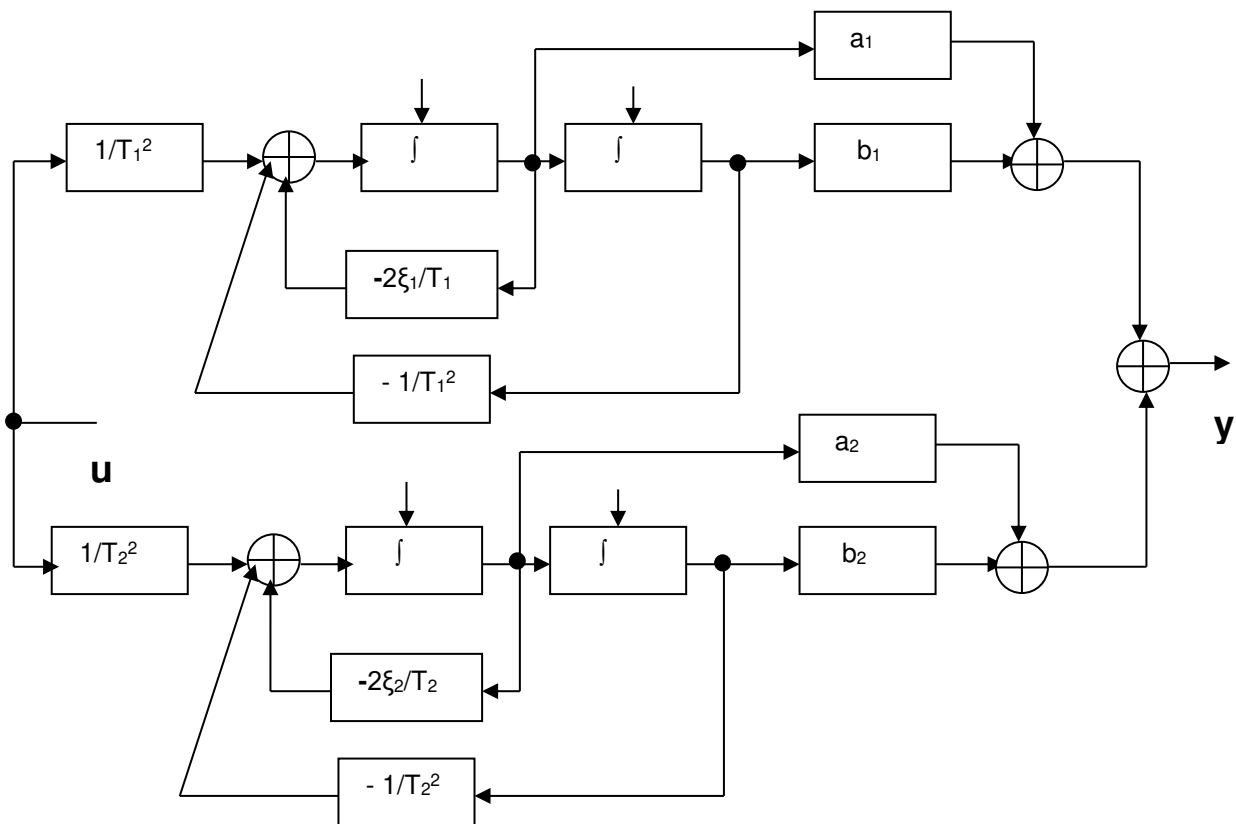 a₁
1/T₁²
∫
∫
b₁
-2ξ₁/T₁
- 1/T₁²
u
y
a₂
1/T₂²
∫
∫
b₂
-2ξ₂/T₂
- 1/T₂²